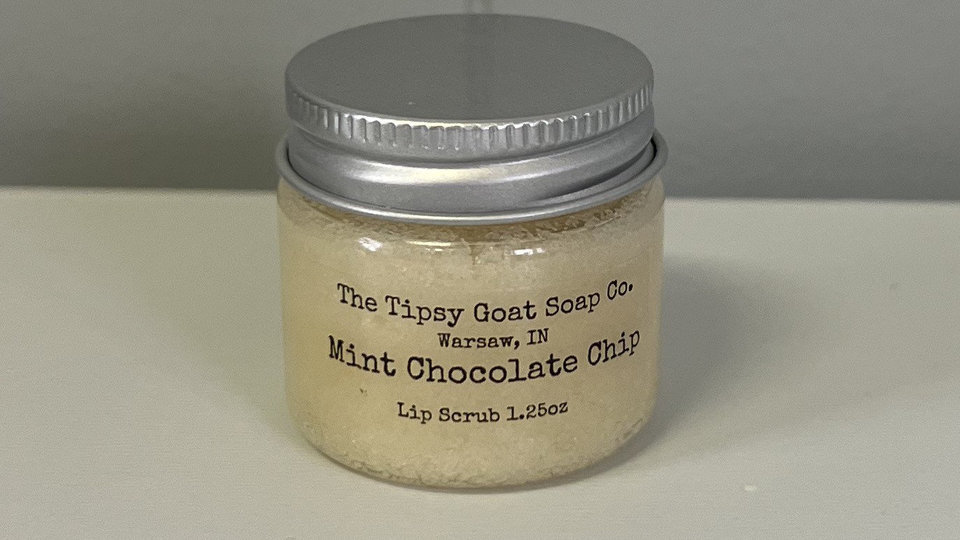 The Tipsy Goat Soap Co.
Warsaw, IN
Mint Chocolate Chip
Lip Scrub 1.25oz